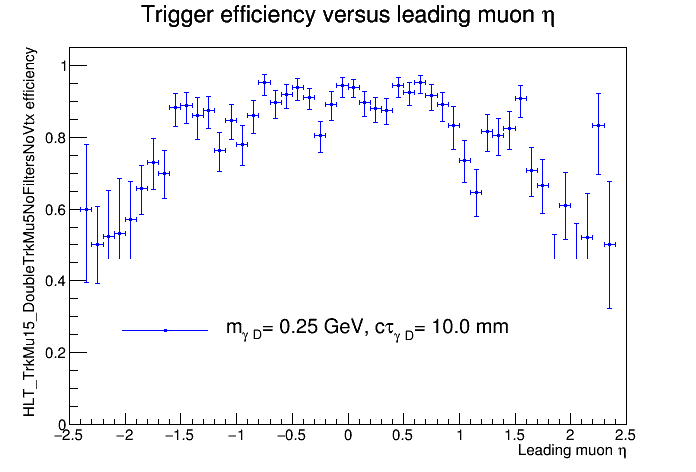 Trigger efficiency versus leading muon η
HLT_TrkMu15_DoubleTrkMu5NoFiltersNoVtx efficiency
1
0.8
0.6
0.4
0.2
0
m_γD= 0.25 GeV, cτ_γD= 10.0 mm
−2.5 −2 −1.5 −1 −0.5 0 0.5 1 1.5 2 2.5
Leading muon η